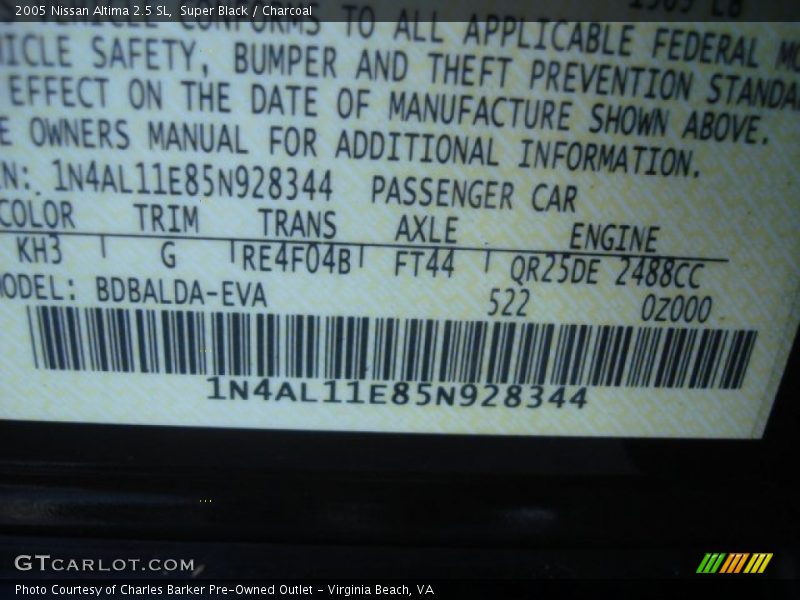 2005 Nissan Altima 2.5 SL, Super Black / Charcoal
CONFORMS TO ALL APPLICABLE FEDERAL
SAFETY, BUMPER AND THEFT PREVENTION
EFFECT ON THE DATE OF MANUFACTURE SHOWN ABOVE.
OWNERS MANUAL FOR ADDITIONAL INFORMATION.
1N4AL11E85N928344 PASSENGER CAR
COLOR TRIM TRANS AXLE ENGINE
KH3 G RE4F04B FT44 QR25DE 2488CC
ODEL: BDBALDA-EVA 522 0Z000
1N4AL11E85N928344
GTCARLOT.COM
Photo Courtesy of Charles Barker Pre-Owned Outlet - Virginia Beach, VA